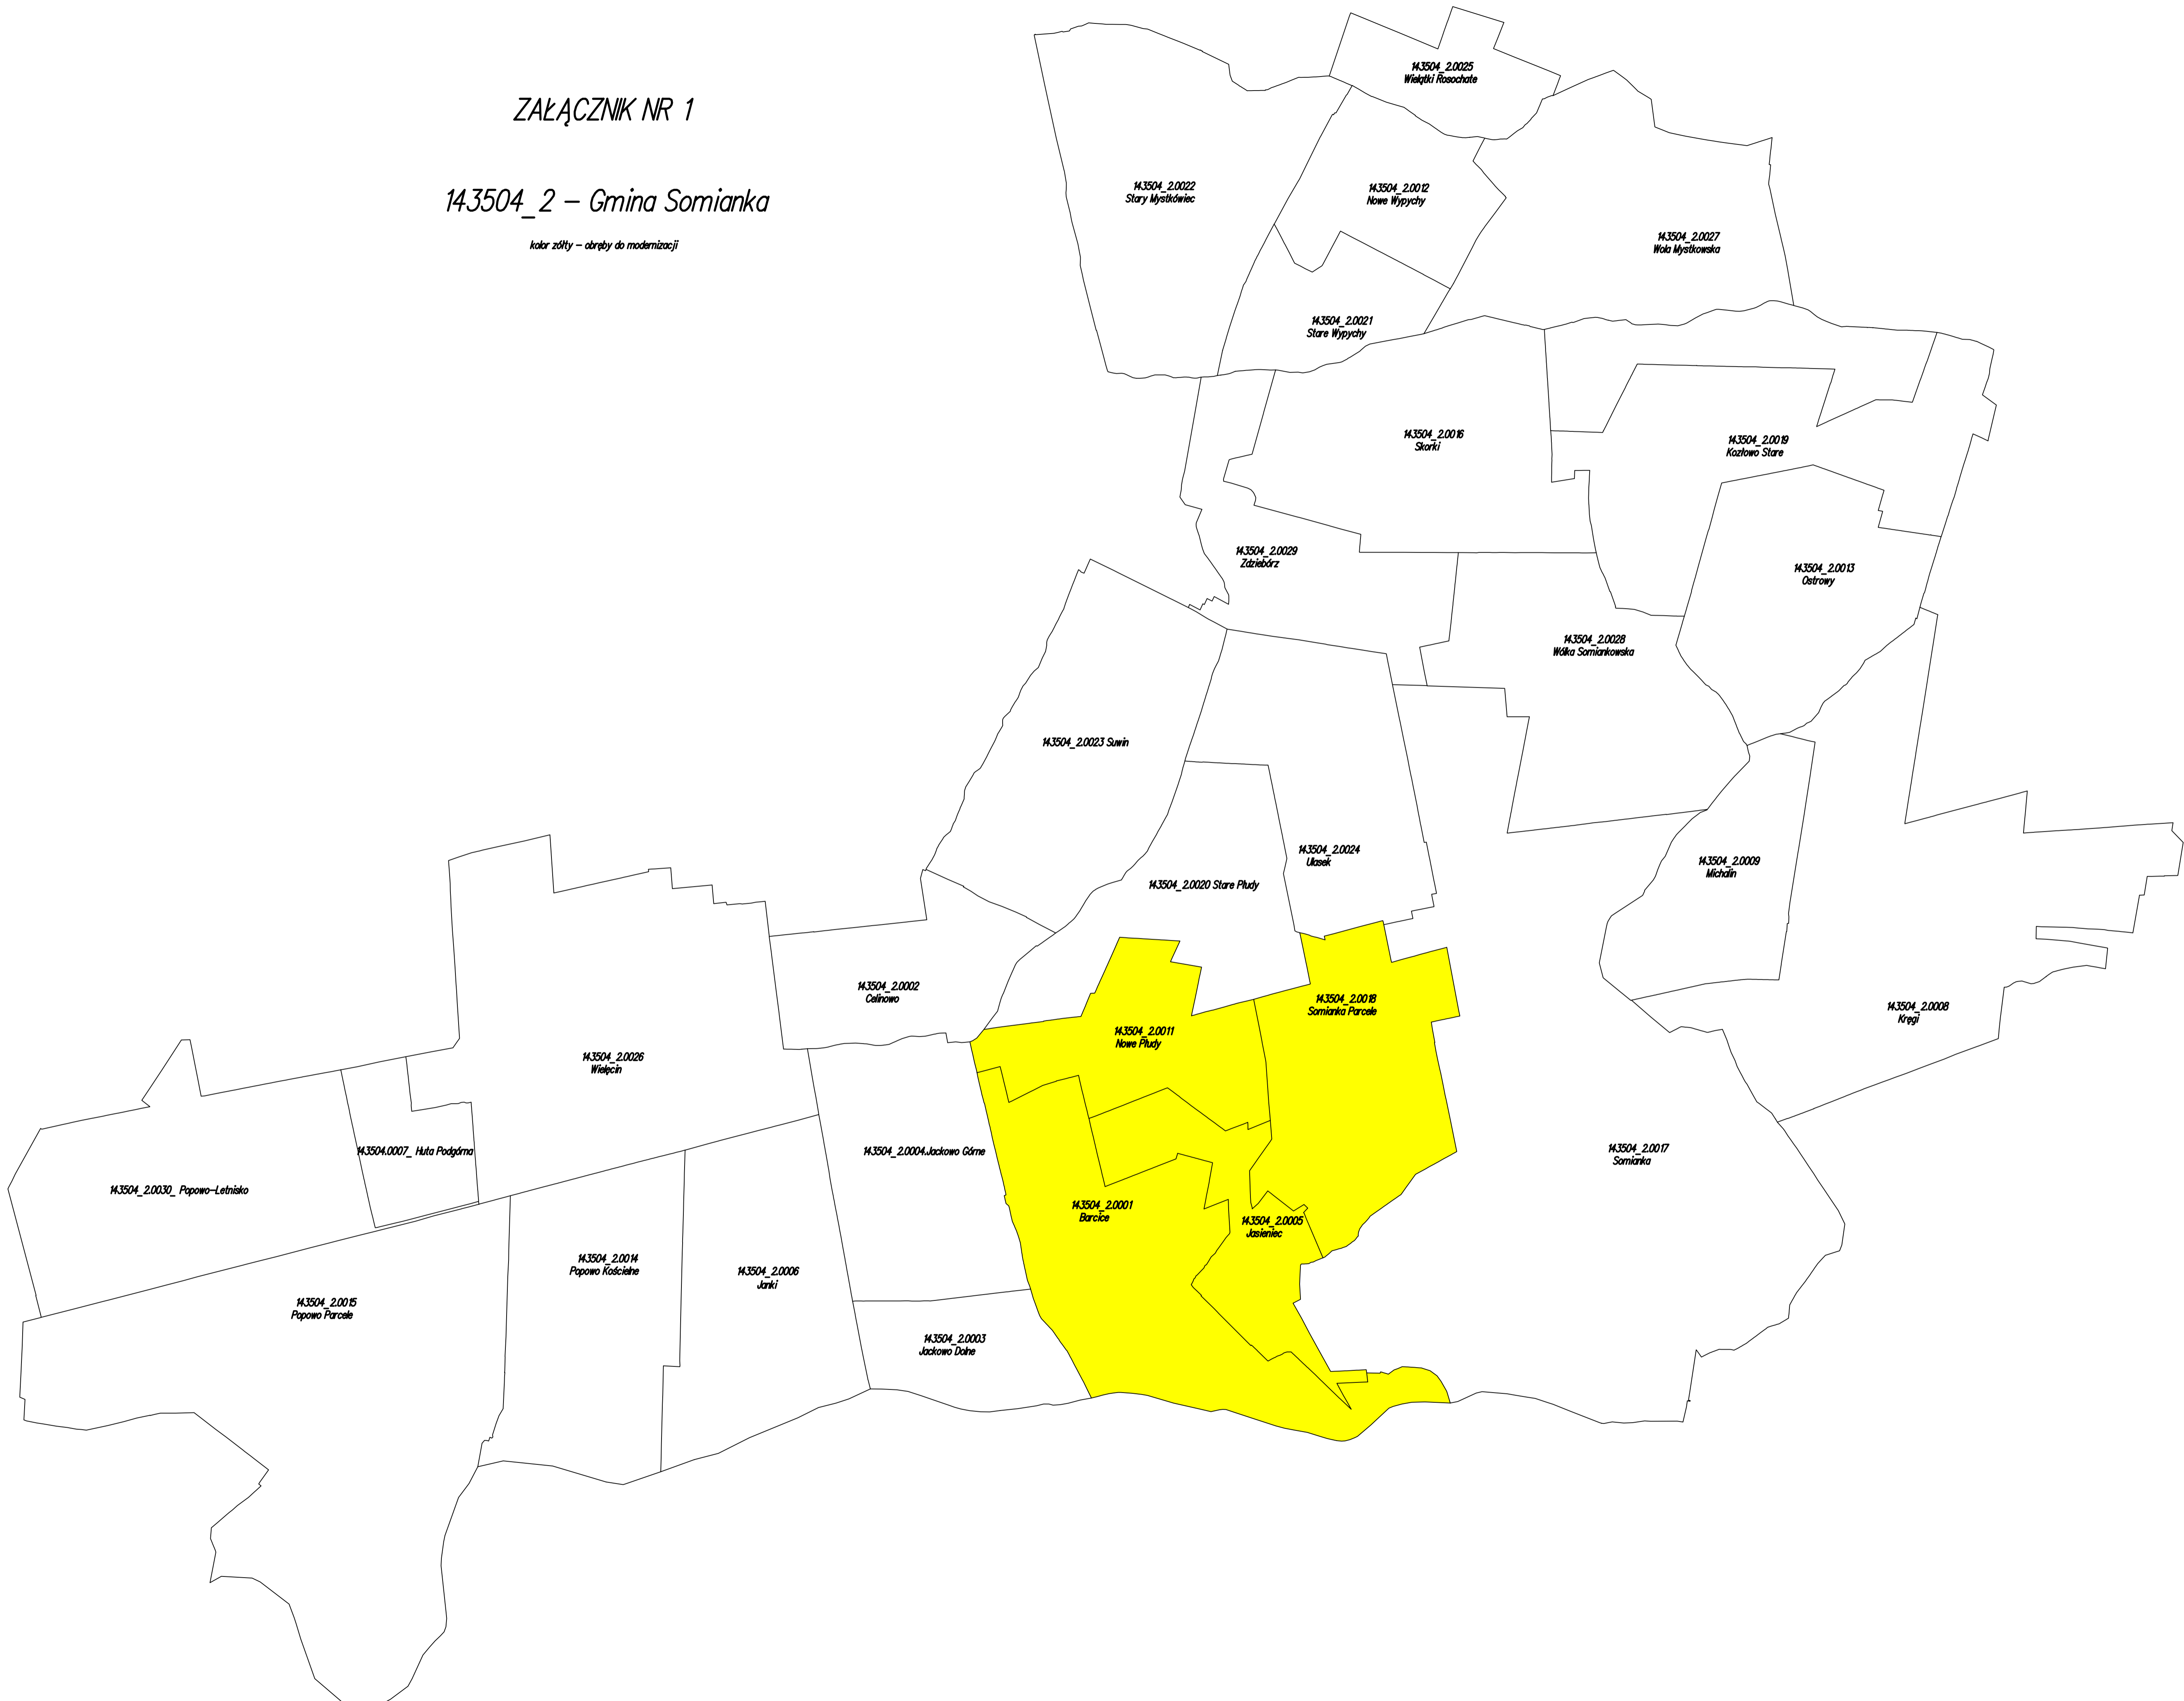 ZAŁĄCZNIK NR 1
143504_2 – Gmina Somianka
kolor zółty – obręby do modernizacji
143504_2.0025
Wielątki Rosochate
143504_2.0022
Stary Mystkówiec
143504_2.0012
Nowe Wypychy
143504_2.0027
Wola Mystkowska
143504_2.0021
Stare Wypychy
143504_2.0016
Skorki
143504_2.0019
Kozłowo Stare
143504_2.0029
Zdziebórz
143504_2.0013
Ostrowy
143504_2.0028
Wólka Somiankowska
143504_2.0023 Suwin
143504_2.0024
Ulasek
143504_2.0009
Michalin
143504_2.0020 Stare Płudy
143504_2.0002
Celinowo
143504_2.0018
Somianka Parcele
143504_2.0008
Kręgi
143504_2.0011
Nowe Płudy
143504_2.0026
Wielęcin
143504.0007_ Huta Podgórna
143504_2.0004.Jackowo Górne
143504_2.0017
Somianka
143504_2.0030_ Popowo-Letnisko
143504_2.0001
Barcice
143504_2.0005
Jasieniec
143504_2.0014
Popowo Kościelne
143504_2.0006
Janki
143504_2.0015
Popowo Parcele
143504_2.0003
Jackowo Dolne